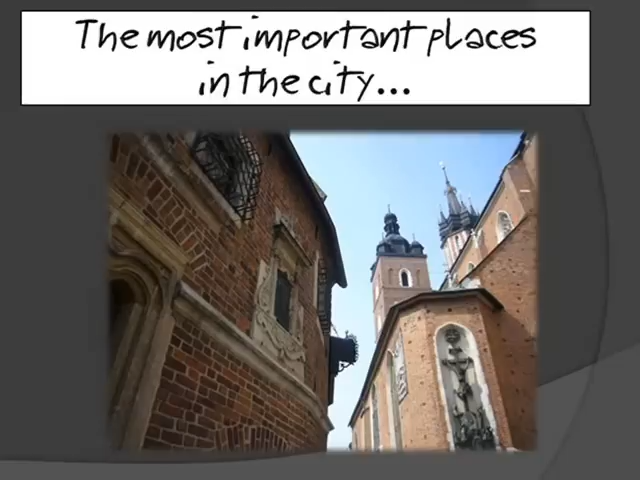 The most important places
in the city...